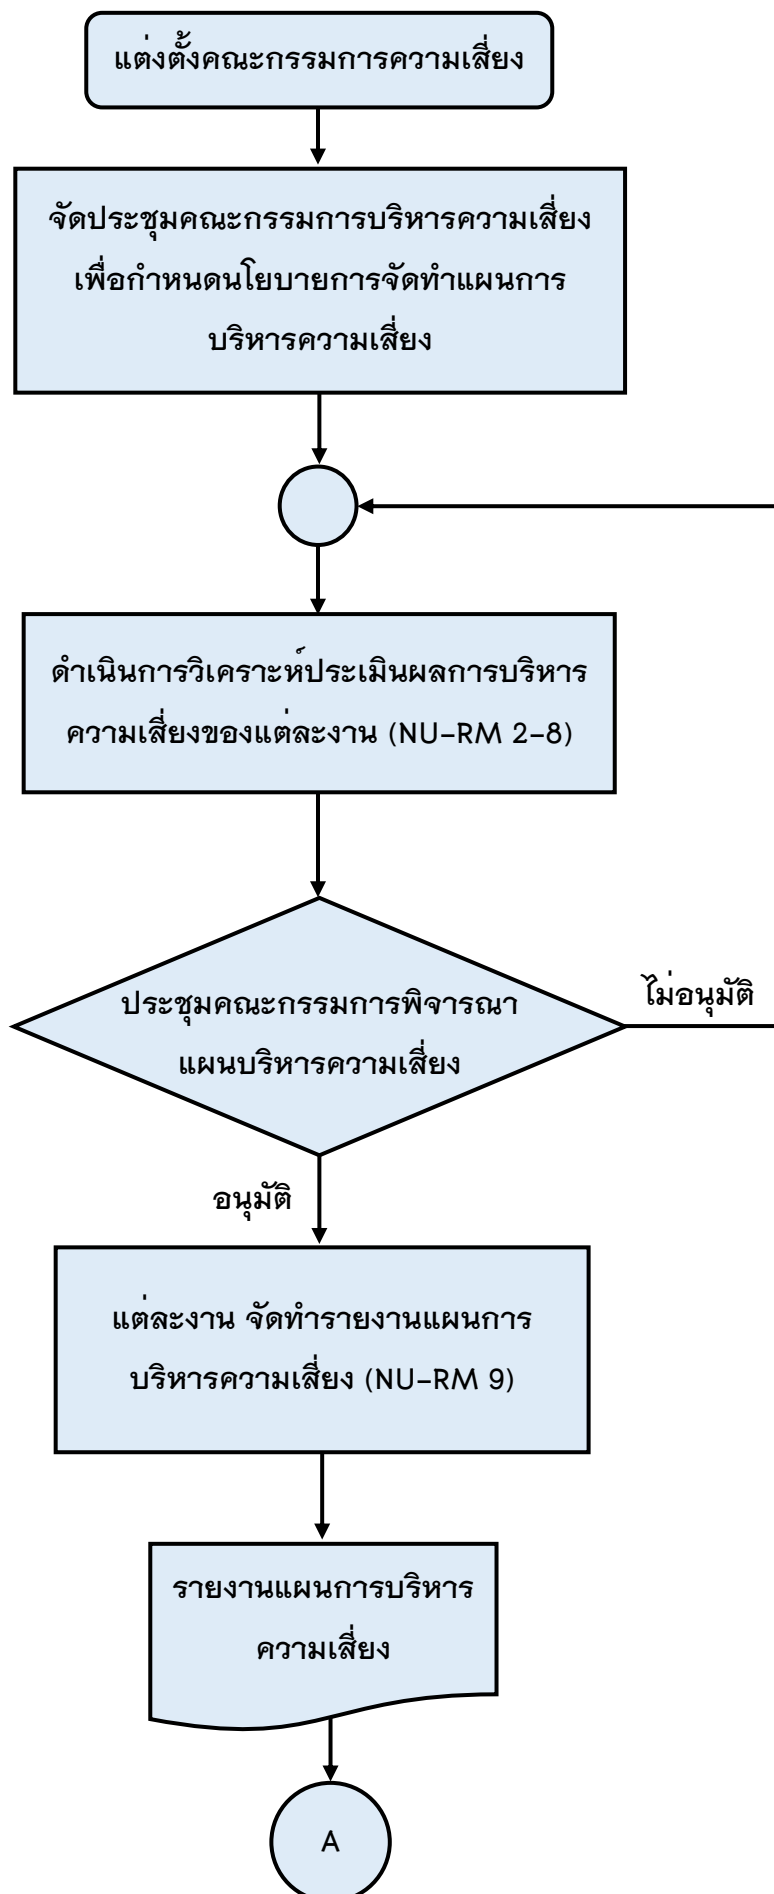 แต่งตั้งคณะกรรมการความเสี่ยง
จัดประชุมคณะกรรมการบริหารความเสี่ยง
เพื่อกำหนดนโยบายการจัดทำแผนการ
บริหารความเสี่ยง
ดำเนินการวิเคราะห์ประเมินผลการบริหาร
ความเสี่ยงของแต่ละงาน (NU-RM 2-8)
ประชุมคณะกรรมการพิจารณา
แผนบริหารความเสี่ยง
ไม่อนุมัติ
อนุมัติ
แต่ละงาน จัดทำรายงานแผนการ
บริหารความเสี่ยง (NU-RM 9)
รายงานแผนการบริหาร
ความเสี่ยง
A